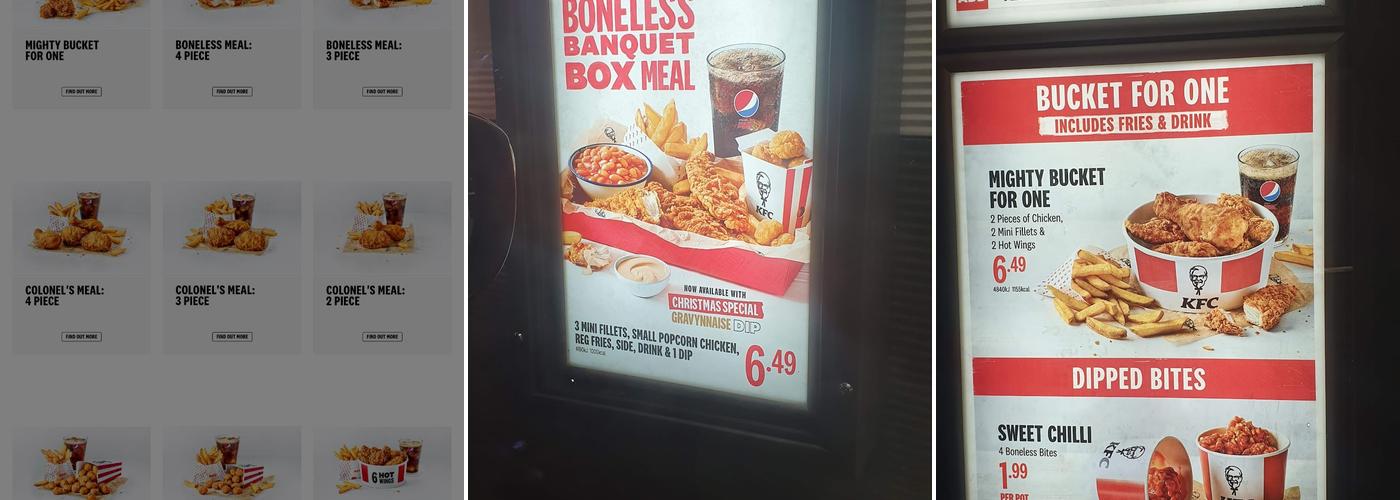 MIGHTY BUCKET
FOR ONE
FIND OUT MORE
BONELESS MEAL:
4 PIECE
FIND OUT MORE
BONELESS MEAL:
3 PIECE
FIND OUT MORE
COLONEL'S MEAL:
4 PIECE
FIND OUT MORE
COLONEL'S MEAL:
3 PIECE
FIND OUT MORE
COLONEL'S MEAL:
2 PIECE
FIND OUT MORE
6 HOT
WINGS
BONELESS
BANQUET
BOX MEAL
KFC
NOW AVAILABLE WITH
CHRISTMAS SPECIAL
GRAVYNNAISE DIP
3 MINI FILLETS, SMALL POPCORN CHICKEN,
REG FRIES, SIDE, DRINK & 1 DIP
6.49
BUCKET FOR ONE
INCLUDES FRIES & DRINK
MIGHTY BUCKET
FOR ONE
2 Pieces of Chicken,
2 Mini Fillets &
2 Hot Wings
6.49
4840kJ 1155kcal
KFC
DIPPED BITES
SWEET CHILLI
4 Boneless Bites
1.99
PER POT
KFC